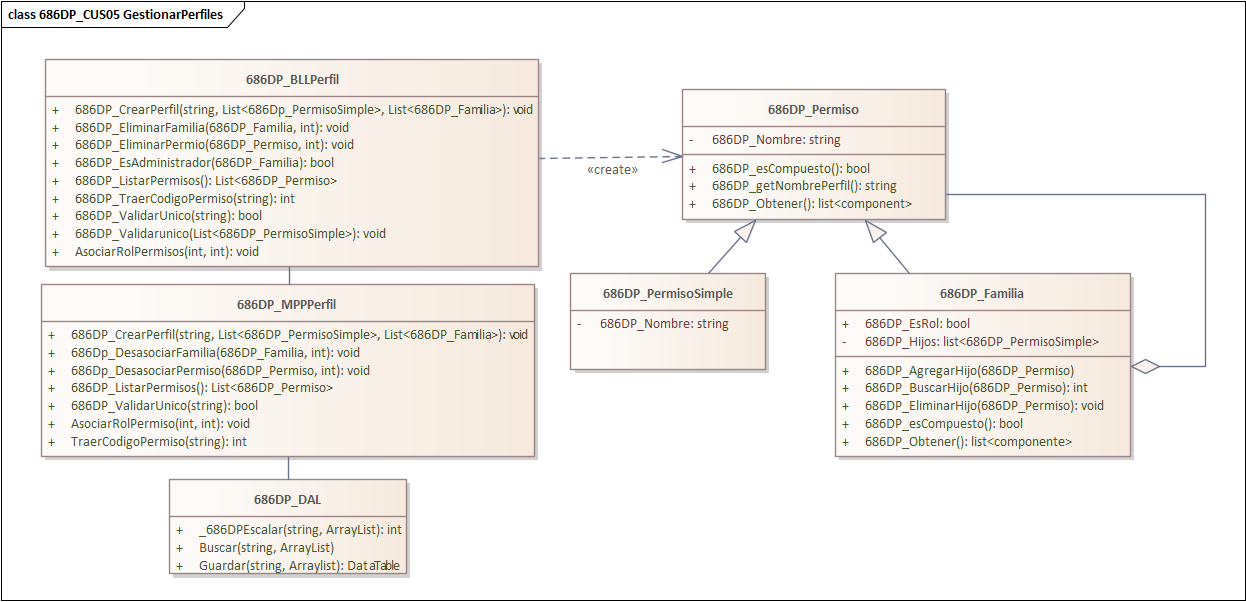 class 686DP_CUS05 GestionarPerfiles
686DP_BLLPerfil
+ 686DP_CrearPerfil(string, List<686Dp_PermisoSimple>, List<686DP_Familia>): void
+ 686DP_EliminarFamilia(686DP_Familia, int): void
+ 686DP_EliminarPermio(686DP_Permiso, int): void
+ 686DP_EsAdministrador(686DP_Familia): bool
+ 686DP_ListarPermisos(): List<686DP_Permiso>
+ 686DP_TraerCodigoPermiso(string): int
+ 686DP_ValidarUnico(string): bool
+ 686DP_Validarunico(List<686DP_PermisoSimple>): void
+ AsociarRolPermisos(int, int): void
«create»
686DP_Permiso
- 686DP_Nombre: string
+ 686DP_esCompuesto(): bool
+ 686DP_getNombrePerfil(): string
+ 686DP_Obtener(): list<component>
686DP_MPPPerfil
+ 686DP_CrearPerfil(string, List<686DP_PermisoSimple>, List<686DP_Familia>): void
+ 686Dp_DesasociarFamilia(686DP_Familia, int): void
+ 686Dp_DesasociarPermiso(686DP_Permiso, int): void
+ 686DP_ListarPermisos(): List<686DP_Permiso>
+ 686DP_ValidarUnico(string): bool
+ AsociarRolPermiso(int, int): void
+ TraerCodigoPermiso(string): int
686DP_PermisoSimple
- 686DP_Nombre: string
686DP_Familia
+ 686DP_EsRol: bool
- 686DP_Hijos: list<686DP_PermisoSimple>
+ 686DP_AgregarHijo(686DP_Permiso)
+ 686DP_BuscarHijo(686DP_Permiso): int
+ 686DP_EliminarHijo(686DP_Permiso): void
+ 686DP_esCompuesto(): bool
+ 686DP_Obtener(): list<componente>
686DP_DAL
+ _686DPEscalar(string, ArrayList): int
+ Buscar(string, ArrayList)
+ Guardar(string, Arraylist): DataTable